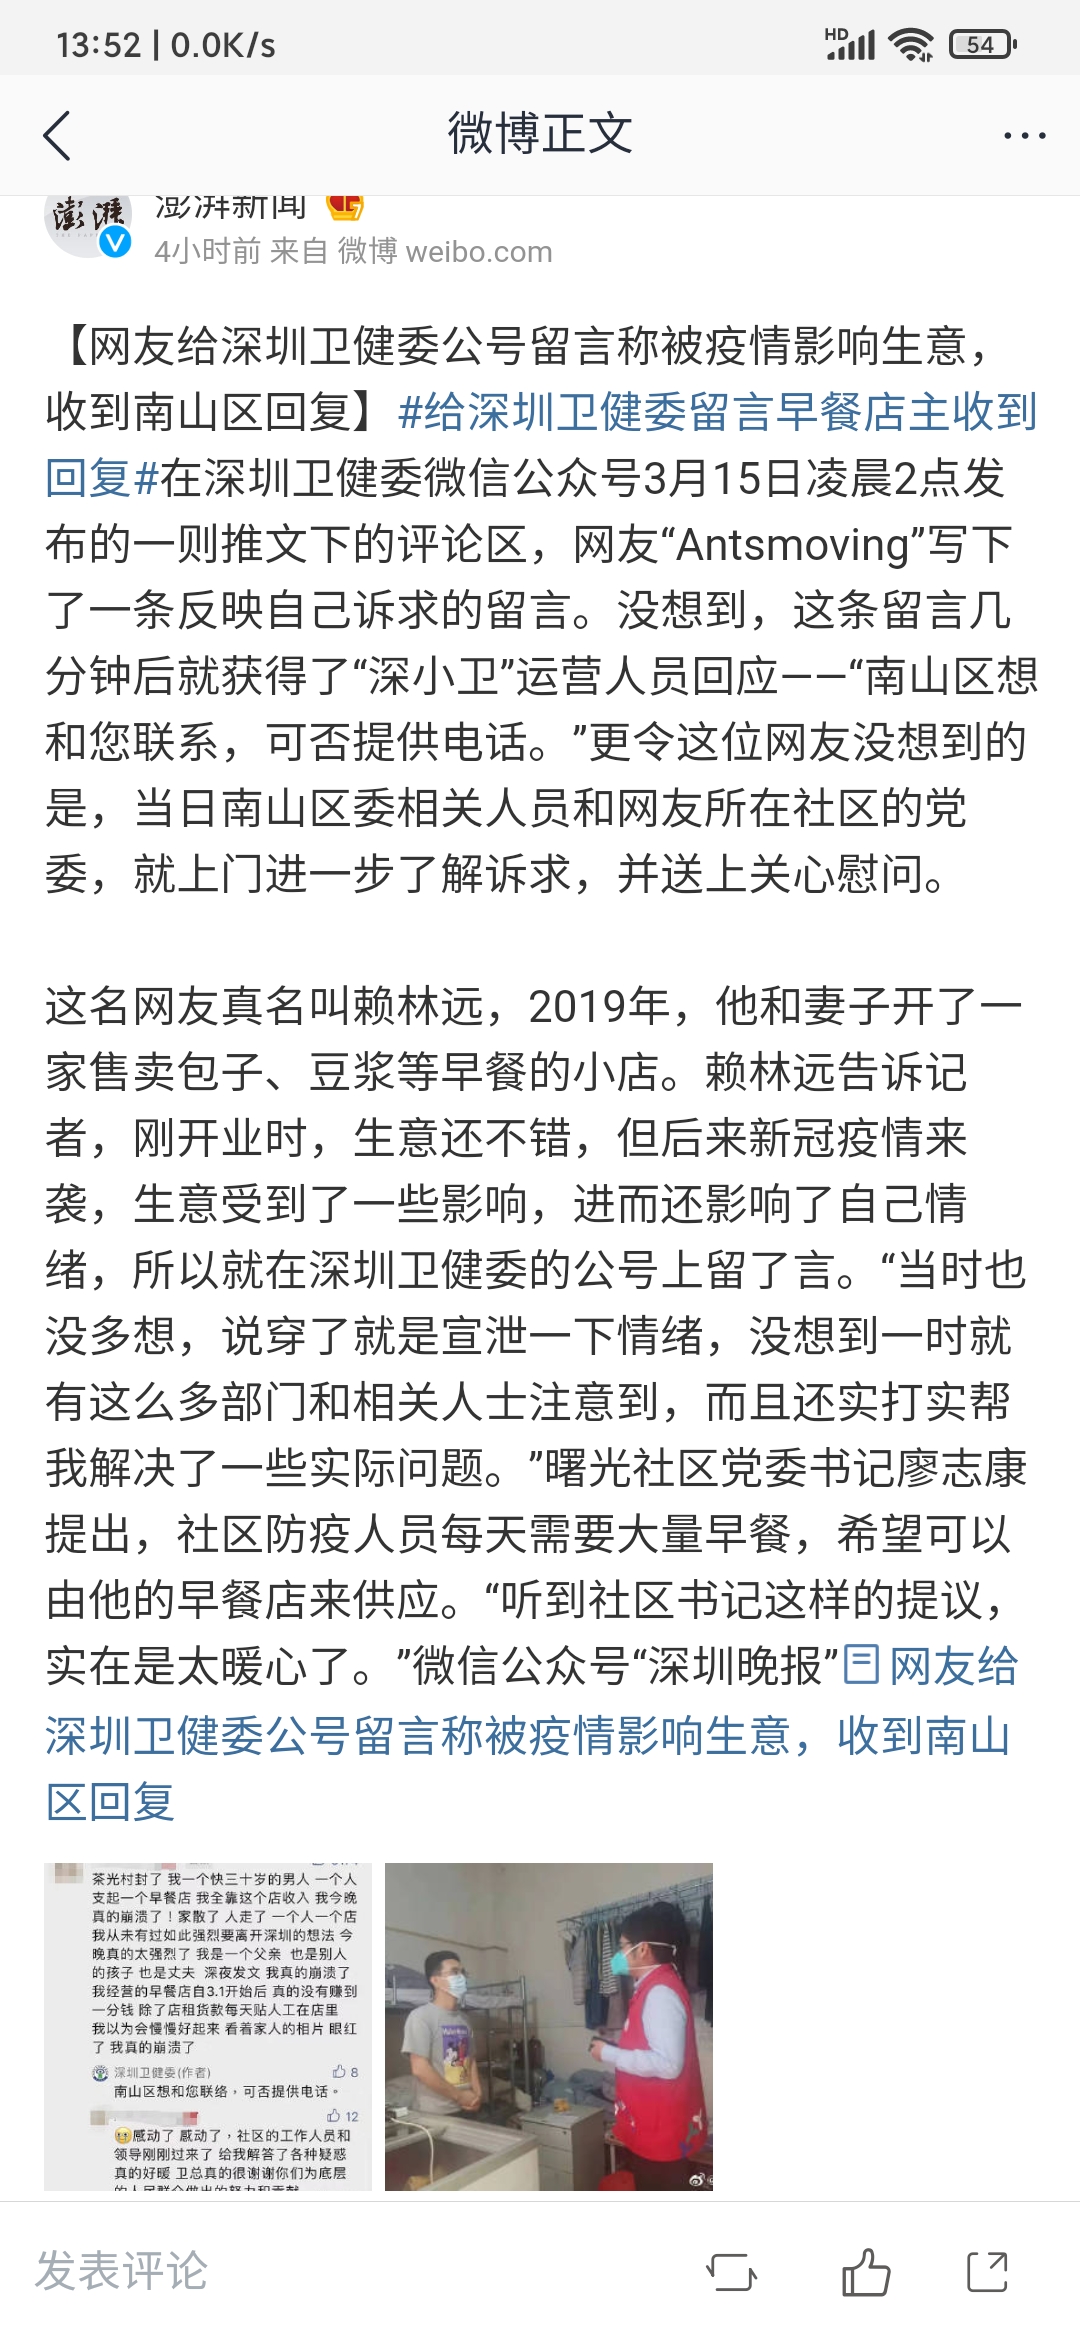 13:52 | 0.0K/s
HD
54
微博正文
澎湃
澎湃新闻
7
4小时前 来自 微博 weibo.com
【网友给深圳卫健委公号留言称被疫情影响生意，
收到南山区回复】#给深圳卫健委留言早餐店主收到
回复#在深圳卫健委微信公众号3月15日凌晨2点发
布的一则推文下的评论区，网友“Antsmoving”写下
了一条反映自己诉求的留言。没想到，这条留言几
分钟后就获得了“深小卫”运营人员回应——“南山区想
和您联系，可否提供电话。”更令这位网友没想到的
是，当日南山区委相关人员和网友所在社区的党
委，就上门进一步了解诉求，并送上关心慰问。
这名网友真名叫赖林远，2019年，他和妻子开了一
家售卖包子、豆浆等早餐的小店。赖林远告诉记
者，刚开业时，生意还不错，但后来新冠疫情来
袭，生意受到了一些影响，进而还影响了自己情
绪，所以就在深圳卫健委的公号上留了言。“当时也
没多想，说穿了就是宣泄一下情绪，没想到一时就
有这么多部门和相关人士注意到，而且还实打实帮
我解决了一些实际问题。”曙光社区党委书记廖志康
提出，社区防疫人员每天需要大量早餐，希望可以
由他的早餐店来供应。“听到社区书记这样的提议，
实在是太暖心了。”微信公众号“深圳晚报”网友给
深圳卫健委公号留言称被疫情影响生意，收到南山
区回复
茶光村封了 我一个快三十岁的男人 一个人
支起一个早餐店 我全靠这个店收入 我今晚
真的崩溃了！家散了 人走了 一个人一个店
我从未有过如此强烈要离开深圳的想法 今
晚真的太强烈了 我是一个父亲 也是别人
的孩子 也是丈夫 深夜发文 我真的崩溃了
我经营的早餐店自3.1开始后 真的没有赚到
一分钱 除了店租货款每天贴人工在店里
我以为会慢慢好起来 看着家人的相片 眼红
了 我真的崩溃了
深圳卫健委(作者) 8
南山区想和您联络，可否提供电话。
12
感动了 感动了，社区的工作人员和
领导刚刚过来了 给我解答了各种疑惑
真的好暖 卫总真的很谢谢你们为底层
的人民群众做出的努力和贡献
发表评论